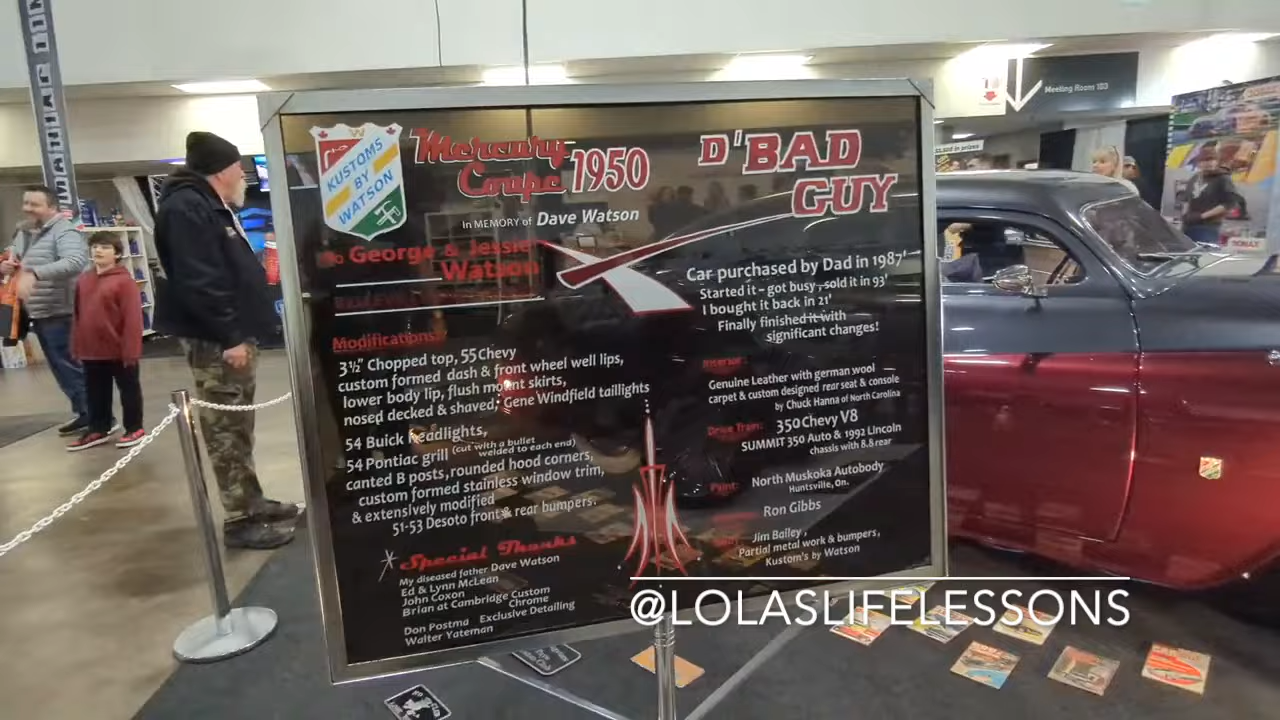 KUSTOMS
BY
WATSON
Mercury
Coupe 1950
D'BAD
GUY
In MEMORY of Dave Watson
To George & Jessie
Watson
Car purchased by Dad in 1987'
Started it - got busy, sold it in 93'
I bought it back in 21'
Finally finished it with
significant changes!
Modifications:
3½" Chopped top, 55 Chevy
custom formed dash & front wheel well lips,
lower body lip, flush mount skirts,
nosed decked & shaved; Gene Windfield taillights
54 Buick Headlights,
54 Pontiac grill (cut with a bullet
welded to each end)
canted B posts, rounded hood corners,
custom formed stainless window trim,
& extensively modified
51-53 Desoto front & rear bumpers.
Interior:
Genuine Leather with german wool
carpet & custom designed rear seat & console
by Chuck Hanna of North Carolina
Drive Train: 350 Chevy V8
SUMMIT 350 Auto & 1992 Lincoln
chassis with 8.8 rear
Paint: North Muskoka Autobody
Huntsville, On.
Ron Gibbs
Jim Bailey,
Partial metal work & bumpers,
Kustom's by Watson
Special Thanks
My diseased father Dave Watson
Ed & Lynn McLean
John Coxon
Brian at Cambridge Custom
Chrome
Don Postma Exclusive Detailing
Walter Yateman
Meeting Room 103
@LOLASLIFELESSONS